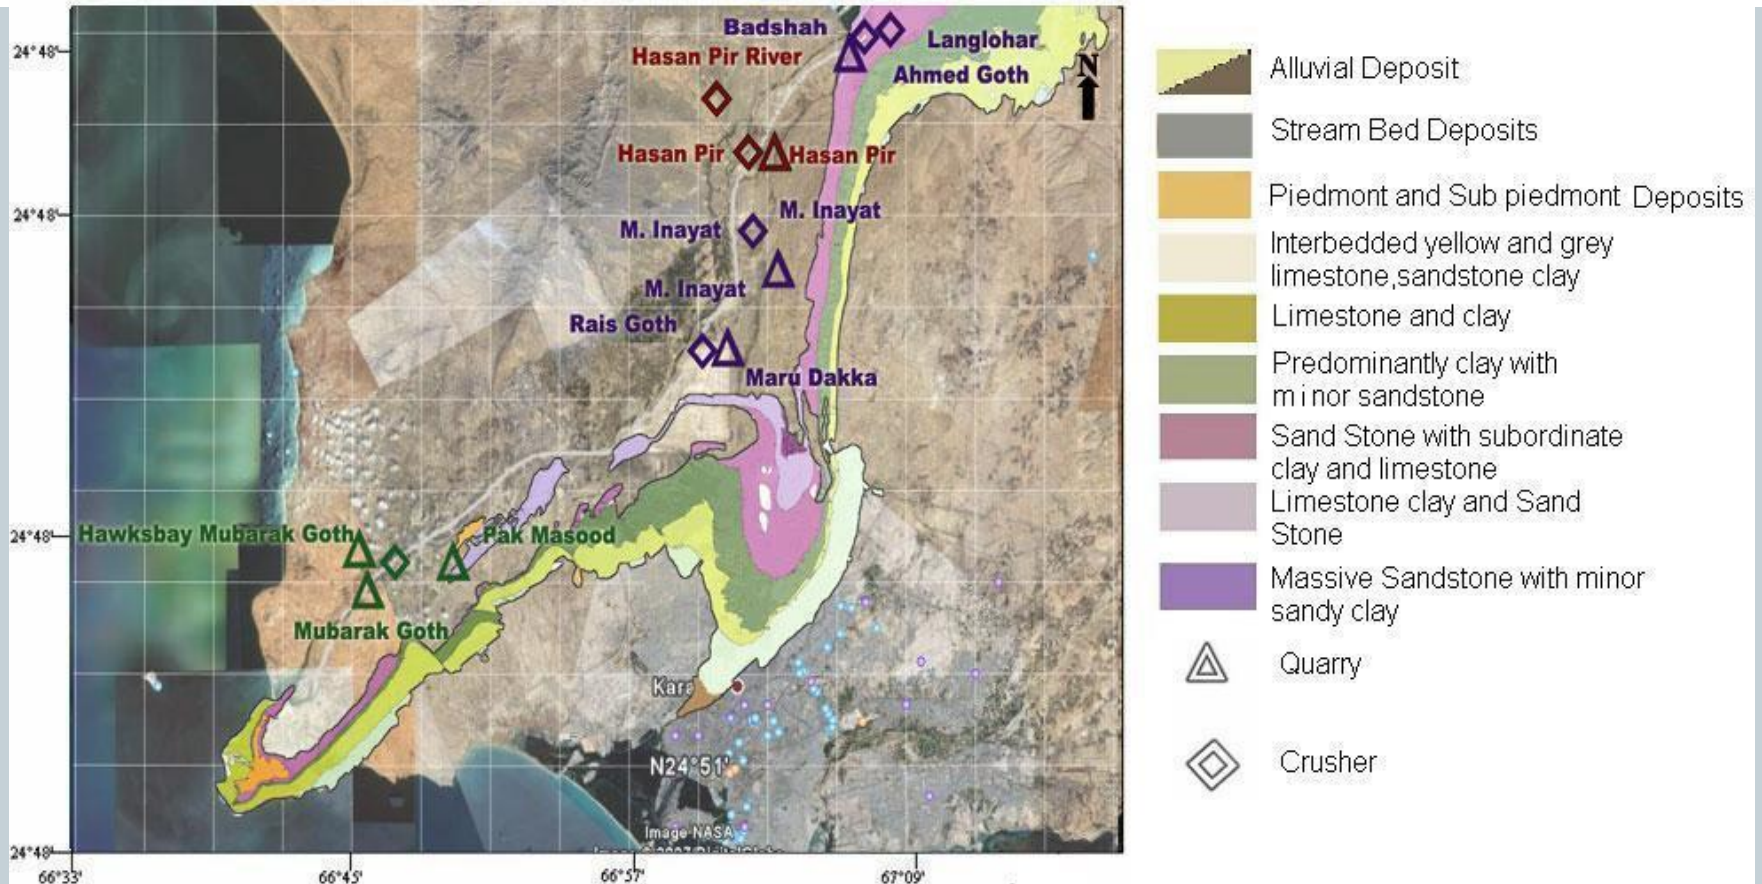 Badshah
Langlohar
24°48'
Hasan Pir River
Ahmed Goth
N
Hasan Pir
Hasan Pir
24°48'
M. Inayat
M. Inayat
M. Inayat
Rais Goth
Maru Dakka
24°48'
Hawksbay Mubarak Goth
Pak Masood
Mubarak Goth
Kara
N24°51'
Image NASA
24°48'
66°33'
66°45'
66°57'
67°09'
Alluvial Deposit
Stream Bed Deposits
Piedmont and Sub piedmont Deposits
Interbedded yellow and grey
limestone,sandstone clay
Limestone and clay
Predominantly clay with
minor sandstone
Sand Stone with subordinate
clay and limestone
Limestone clay and Sand
Stone
Massive Sandstone with minor
sandy clay
Quarry
Crusher